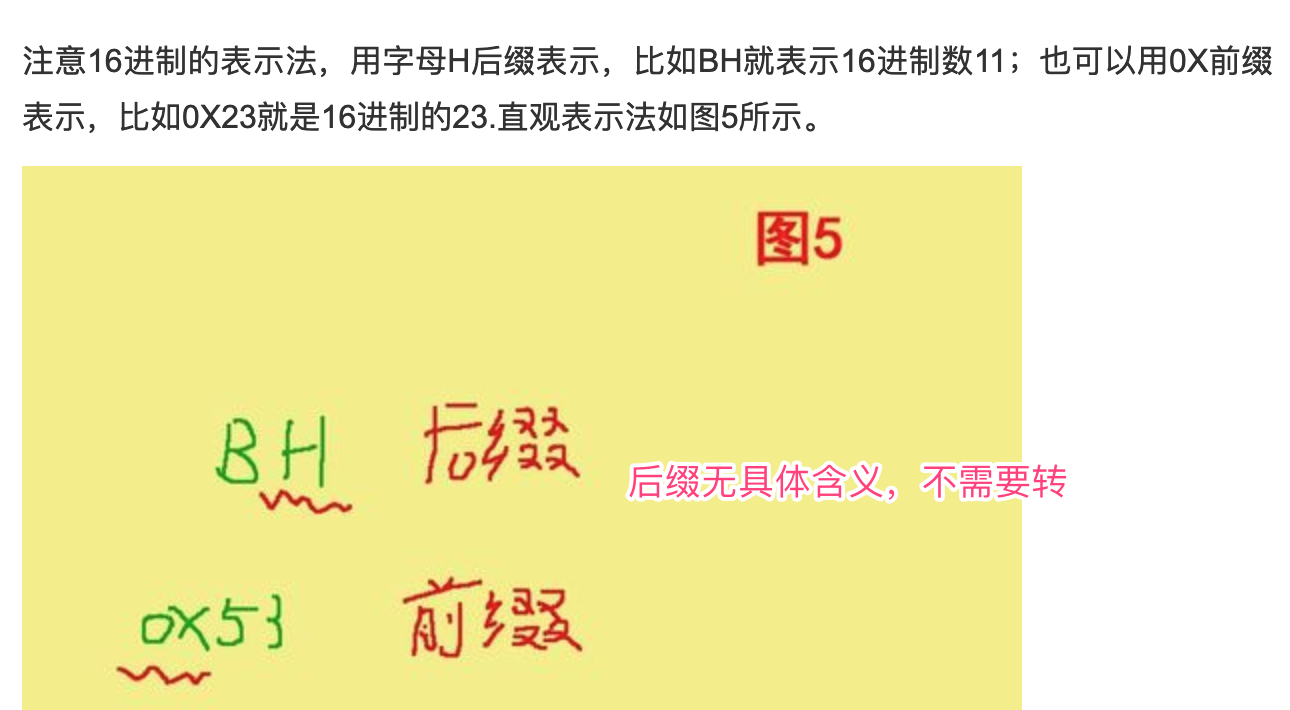 注意16进制的表示法，用字母H后缀表示，比如BH就表示16进制数11；也可以用0X前缀
表示，比如0X23就是16进制的23.直观表示法如图5所示。
图5
BH 后缀
后缀无具体含义，不需要转
0X53 前缀